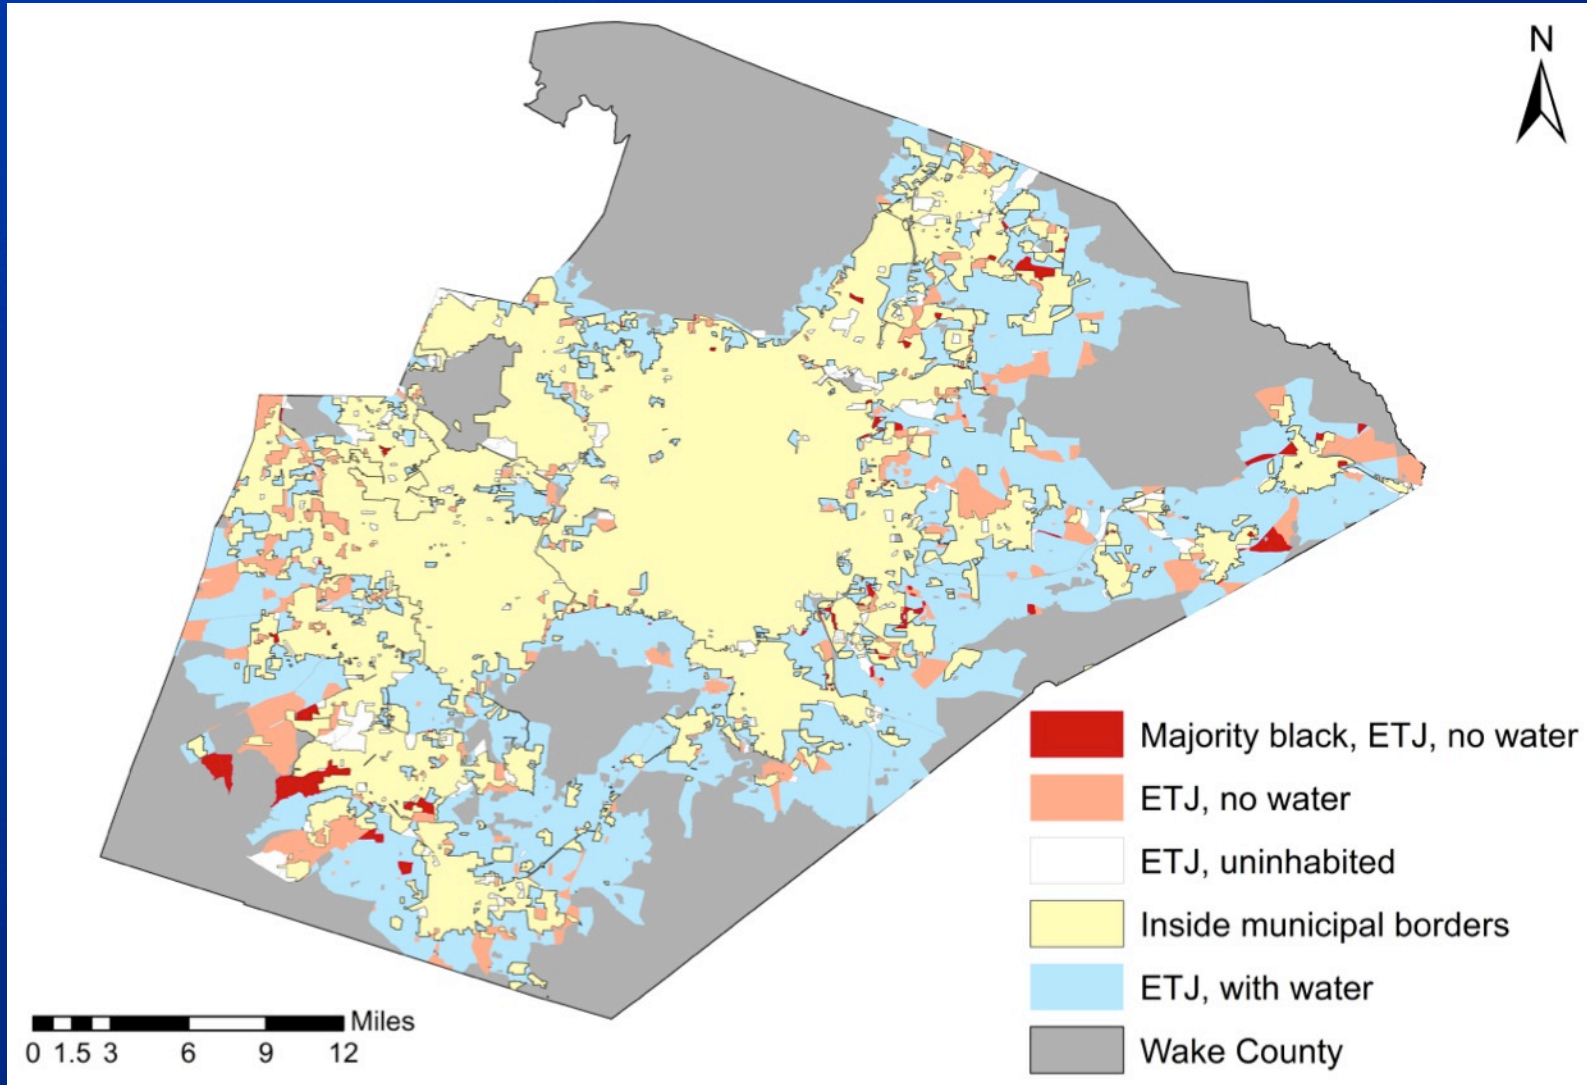 N
Majority black, ETJ, no water
ETJ, no water
ETJ, uninhabited
Inside municipal borders
ETJ, with water
Wake County
Miles
0 1.5 3 6 9 12